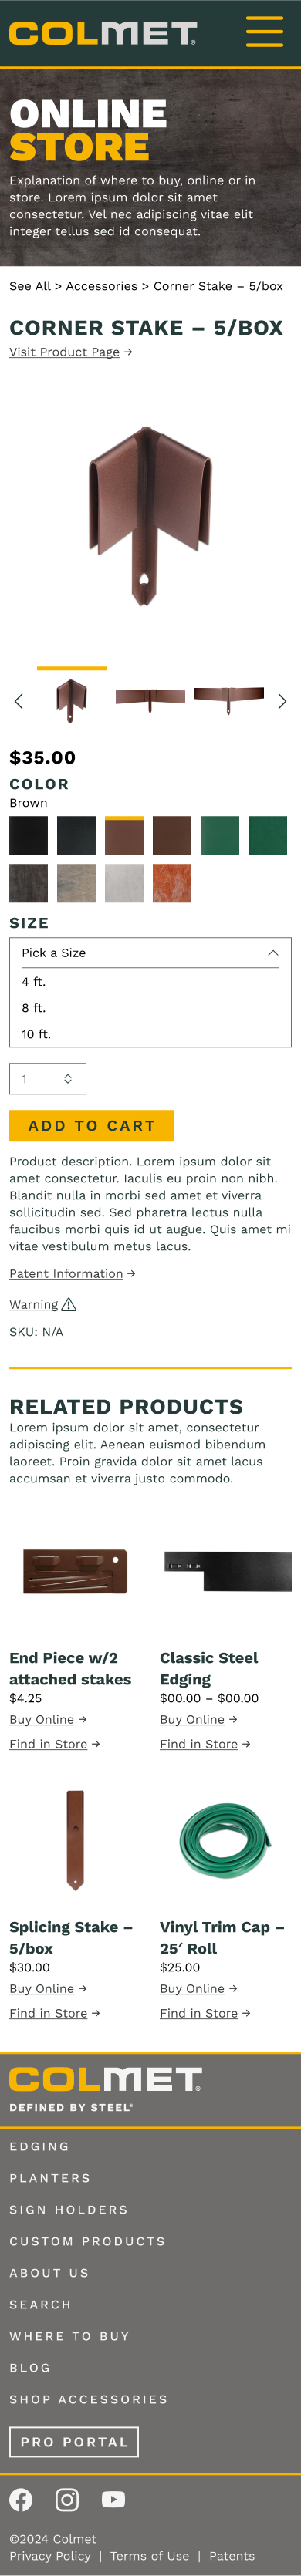 COLMET®
ONLINE
STORE
Explanation of where to buy, online or in
store. Lorem ipsum dolor sit amet
consectetur. Vel nec adipiscing vitae elit
integer tellus sed id consequat.
See All > Accessories > Corner Stake – 5/box
CORNER STAKE – 5/BOX
Visit Product Page →
$35.00
COLOR
Brown
SIZE
Pick a Size
4 ft.
8 ft.
10 ft.
1
ADD TO CART
Product description. Lorem ipsum dolor sit
amet consectetur. Iaculis eu proin non nibh.
Blandit nulla in morbi sed amet et viverra
sollicitudin sed. Sed pharetra lectus nulla
faucibus morbi quis id ut augue. Quis amet mi
vitae vestibulum metus lacus.
Patent Information →
Warning
SKU: N/A
RELATED PRODUCTS
Lorem ipsum dolor sit amet, consectetur
adipiscing elit. Aenean euismod bibendum
laoreet. Proin gravida dolor sit amet lacus
accumsan et viverra justo commodo.
End Piece w/2
attached stakes
$4.25
Buy Online →
Find in Store →
Classic Steel
Edging
$00.00 – $00.00
Buy Online →
Find in Store →
Splicing Stake –
5/box
$30.00
Buy Online →
Find in Store →
Vinyl Trim Cap –
25′ Roll
$25.00
Buy Online →
Find in Store →
COLMET®
DEFINED BY STEEL®
EDGING
PLANTERS
SIGN HOLDERS
CUSTOM PRODUCTS
ABOUT US
SEARCH
WHERE TO BUY
BLOG
SHOP ACCESSORIES
PRO PORTAL
©2024 Colmet
Privacy Policy | Terms of Use | Patents